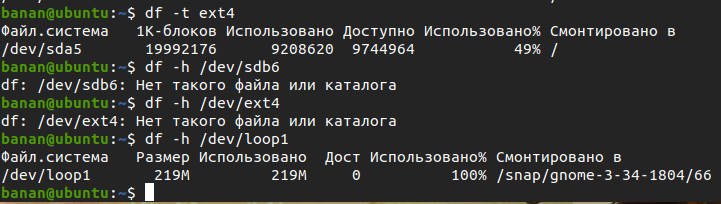 banan@ubuntu:~$ df -t ext4
Файл.система   1K-блоков Использовано Доступно Использовано% Cмонтировано в
/dev/sda5       19992176      9208620  9744964           49% /
banan@ubuntu:~$ df -h /dev/sdb6
df: /dev/sdb6: Нет такого файла или каталога
banan@ubuntu:~$ df -h /dev/ext4
df: /dev/ext4: Нет такого файла или каталога
banan@ubuntu:~$ df -h /dev/loop1
Файл.система   Размер Использовано  Дост Использовано% Cмонтировано в
/dev/loop1       219M         219M     0          100% /snap/gnome-3-34-1804/66
banan@ubuntu:~$